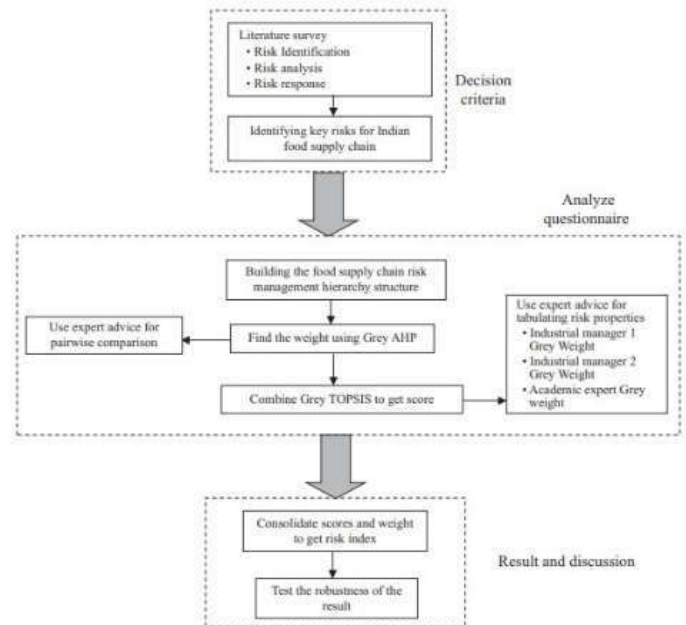 Literature survey
• Risk Identification
• Risk analysis
• Risk response
Decision
criteria
Identifying key risks for Indian
food supply chain
Analyze
questionnaire
Building the food supply chain risk
management hierarchy structure
Use expert advice for
pairwise comparison
Find the weight using Grey AHP
Use expert advice for
tabulating risk properties
• Industrial manager 1
Grey Weight
• Industrial manager 2
Grey Weight
• Academic expert Grey
weight
Combine Grey TOPSIS to get score
Consolidate scores and weight
to get risk index
Result and discussion
Test the robustness of the
result